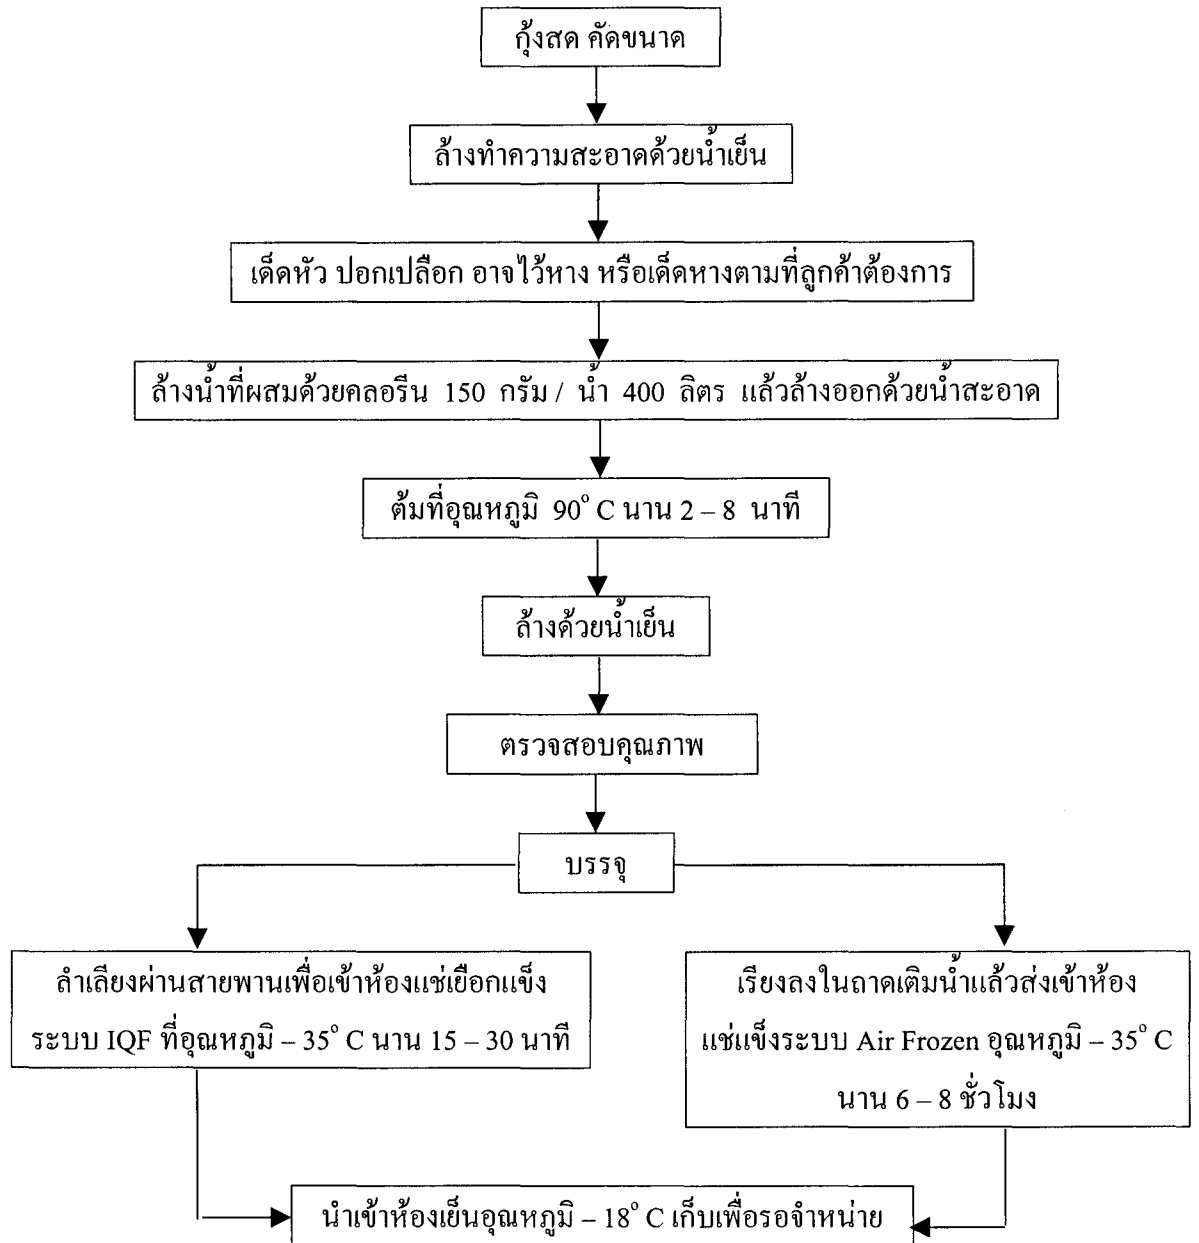 กุ้งสด คัดขนาด
ล้างทำความสะอาดด้วยน้ำเย็น
เด็ดหัว ปอกเปลือก อาจไว้หาง หรือเด็ดหางตามที่ลูกค้าต้องการ
ล้างน้ำที่ผสมด้วยคลอรีน 150 กรัม / น้ำ 400 ลิตร แล้วล้างออกด้วยน้ำสะอาด
ต้มที่อุณหภูมิ 90° C นาน 2 – 8 นาที
ล้างด้วยน้ำเย็น
ตรวจสอบคุณภาพ
บรรจุ
ลำเลียงผ่านสายพานเพื่อเข้าห้องแช่เยือกแข็ง
ระบบ IQF ที่อุณหภูมิ – 35° C นาน 15 – 30 นาที
เรียงลงในถาดเติมน้ำแล้วส่งเข้าห้อง
แช่แข็งระบบ Air Frozen อุณหภูมิ – 35° C
นาน 6 – 8 ชั่วโมง
นำเข้าห้องเย็นอุณหภูมิ – 18° C เก็บเพื่อรอจำหน่าย